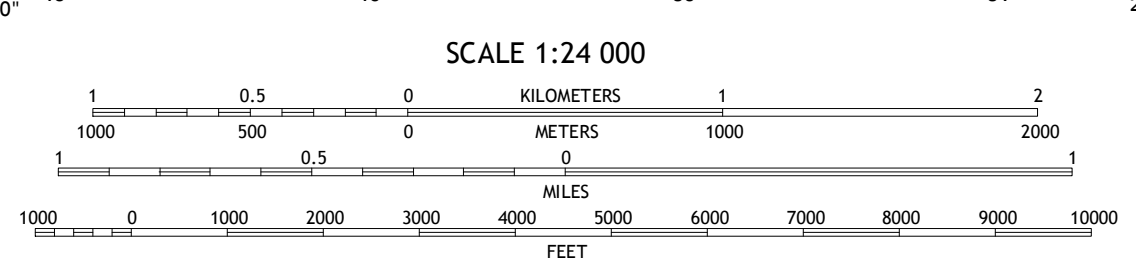 0"
SCALE 1:24 000
1 0.5 0 KILOMETERS 1 2
1000 500 0 METERS 1000 2000
1 0.5 0 1
MILES
1000 0 1000 2000 3000 4000 5000 6000 7000 8000 9000 10000
FEET